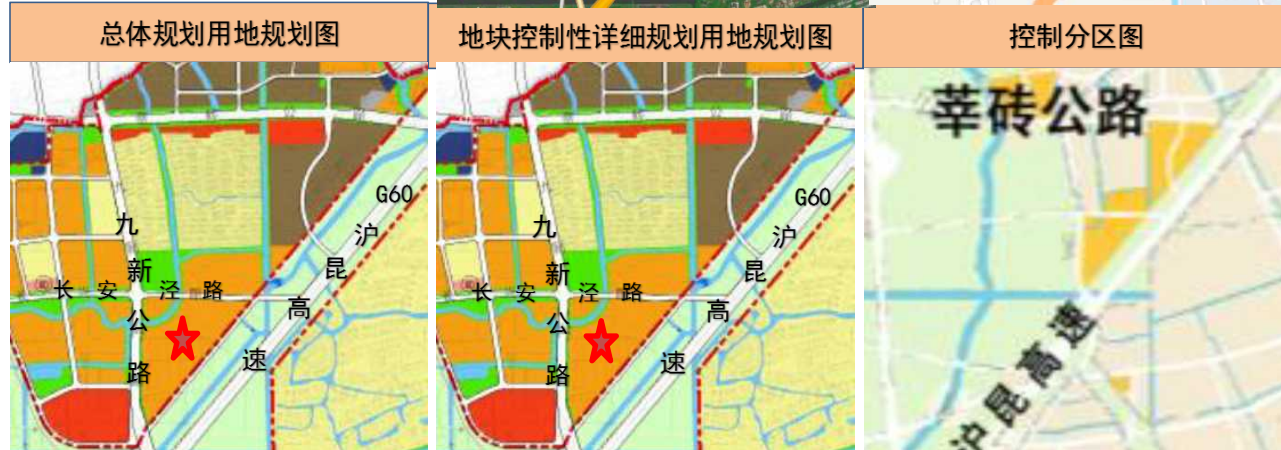 总体规划用地规划图
地块控制性详细规划用地规划图
控制分区图
G60
沪昆高速
九新公路
长安泾路
G60
沪昆高速
九新公路
长安泾路
莘砖公路
沪昆高速